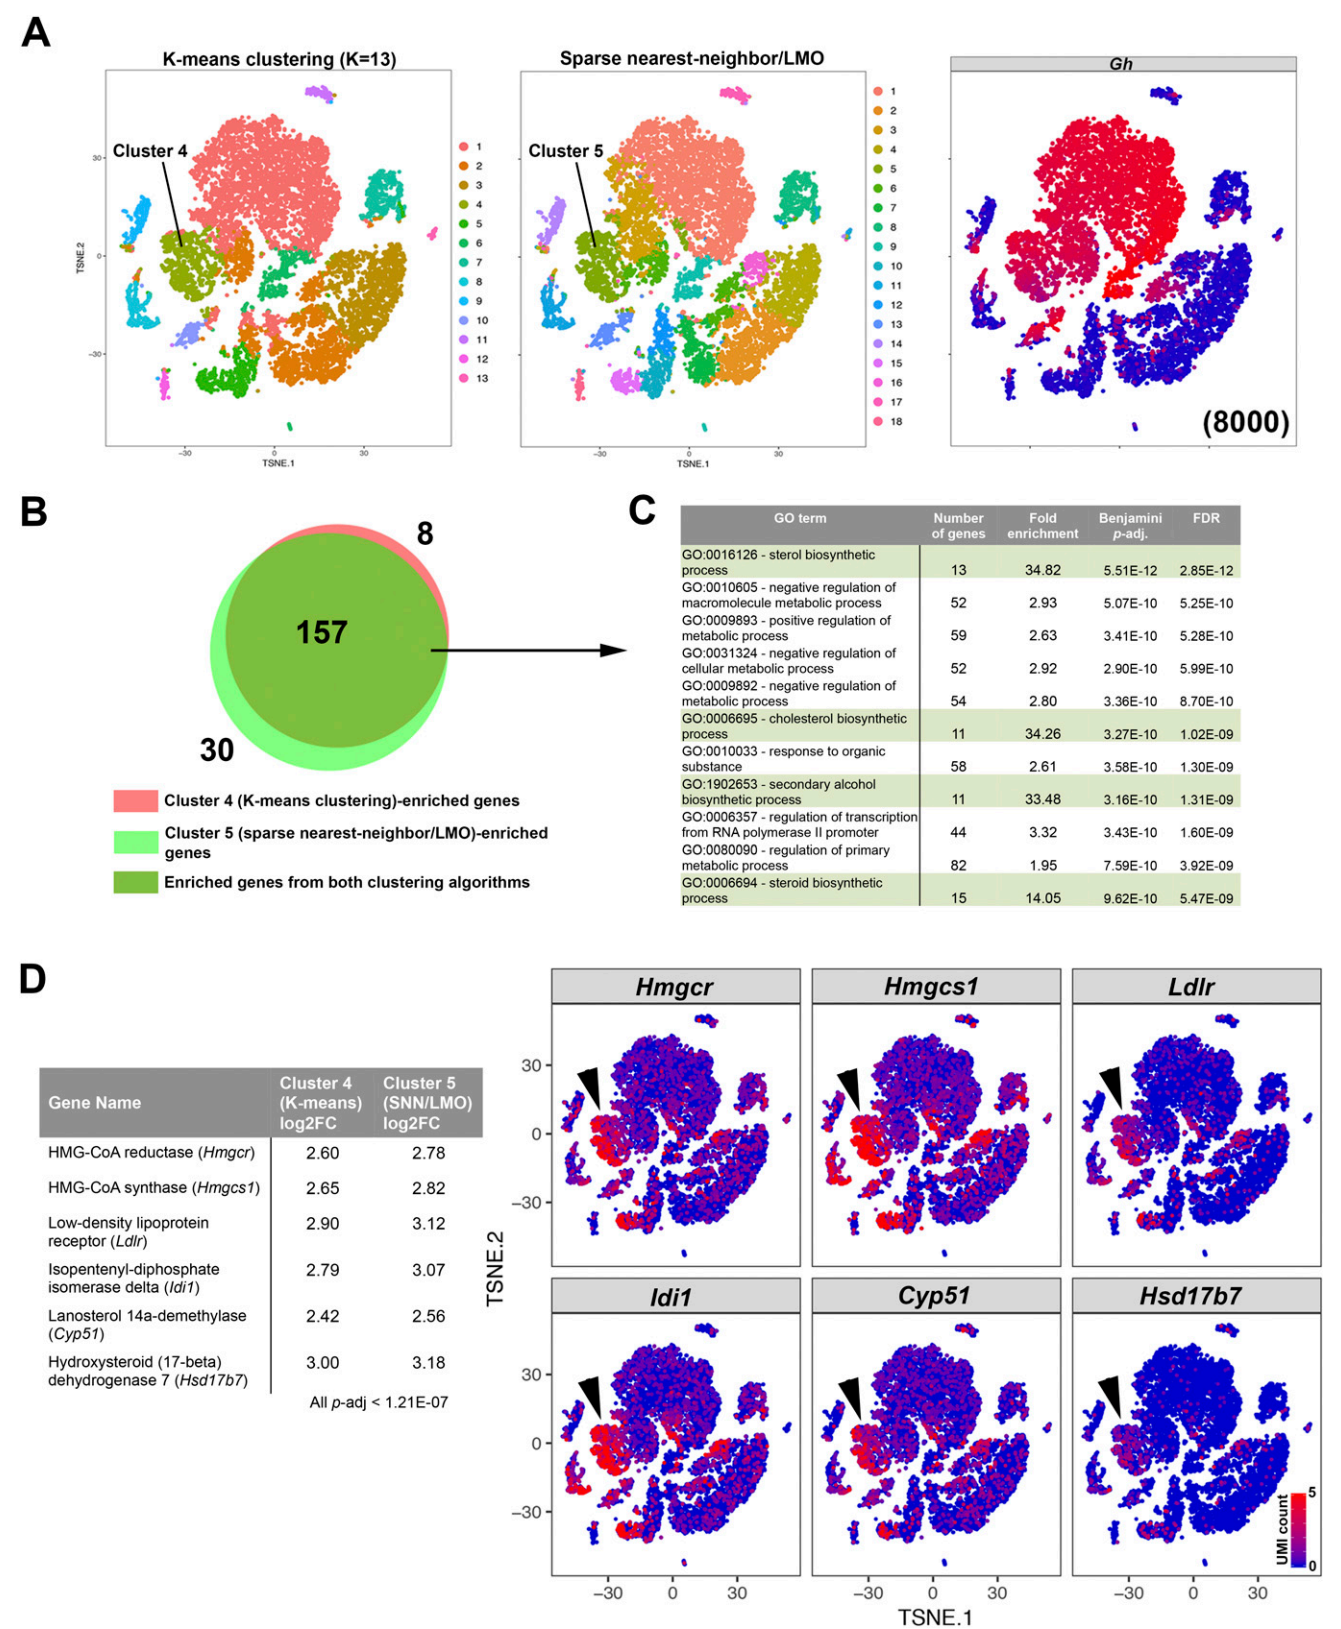 A
K-means clustering (K=13)
Sparse nearest-neighbor/LMO
Gh
Cluster 4
Cluster 5
TSNE.2
30
0
−30
−30
0
30
TSNE.1
1
2
3
4
5
6
7
8
9
10
11
12
13
−30
0
30
TSNE.1
1
2
3
4
5
6
7
8
9
10
11
12
13
14
15
16
17
18
(8000)
B
8
157
30
Cluster 4 (K-means clustering)-enriched genes
Cluster 5 (sparse nearest-neighbor/LMO)-enriched
genes
Enriched genes from both clustering algorithms
C
GO term
Number
of genes
Fold
enrichment
Benjamini
p-adj.
FDR
GO:0016126 - sterol biosynthetic
process 13 34.82 5.51E-12 2.85E-12
GO:0010605 - negative regulation of
macromolecule metabolic process 52 2.93 5.07E-10 5.25E-10
GO:0009893 - positive regulation of
metabolic process 59 2.63 3.41E-10 5.28E-10
GO:0031324 - negative regulation of
cellular metabolic process 52 2.92 2.90E-10 5.99E-10
GO:0009892 - negative regulation of
metabolic process 54 2.80 3.36E-10 8.70E-10
GO:0006695 - cholesterol biosynthetic
process 11 34.26 3.27E-10 1.02E-09
GO:0010033 - response to organic
substance 58 2.61 3.58E-10 1.30E-09
GO:1902653 - secondary alcohol
biosynthetic process 11 33.48 3.16E-10 1.31E-09
GO:0006357 - regulation of transcription
from RNA polymerase II promoter 44 3.32 3.43E-10 1.60E-09
GO:0080090 - regulation of primary
metabolic process 82 1.95 7.59E-10 3.92E-09
GO:0006694 - steroid biosynthetic
process 15 14.05 9.62E-10 5.47E-09
D
Gene Name
Cluster 4
(K-means)
log2FC
Cluster 5
(SNN/LMO)
log2FC
HMG-CoA reductase (Hmgcr) 2.60 2.78
HMG-CoA synthase (Hmgcs1) 2.65 2.82
Low-density lipoprotein 2.90 3.12
receptor (Ldlr)
Isopentenyl-diphosphate 2.79 3.07
isomerase delta (Idi1)
Lanosterol 14a-demethylase 2.42 2.56
(Cyp51)
Hydroxysteroid (17-beta) 3.00 3.18
dehydrogenase 7 (Hsd17b7)
All p-adj < 1.21E-07
Hmgcr
Hmgcs1
Ldlr
30
0
−30
TSNE.2
Idi1
Cyp51
Hsd17b7
30
0
−30
UMI count
5
0
−30
0
30
−30
0
30
−30
0
30
TSNE.1